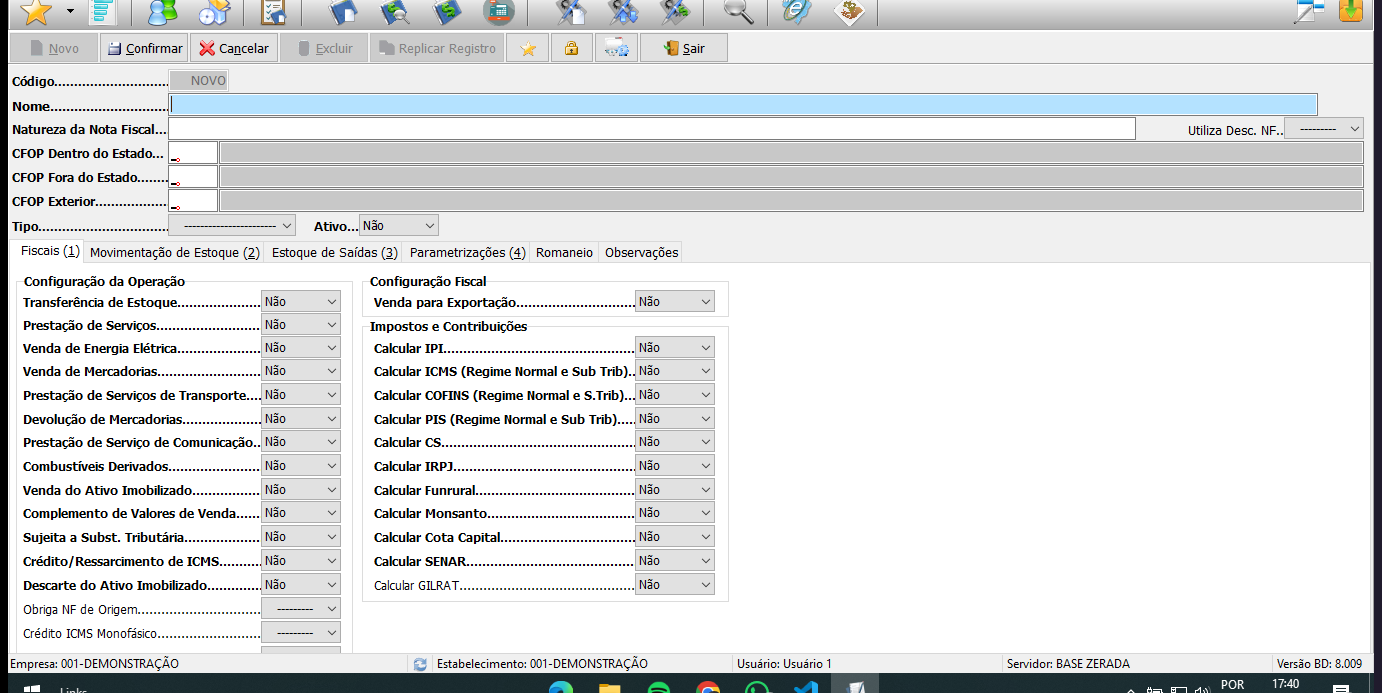 Novo Confirmar Cancelar Excluir Replicar Registro Sair
Código............................. NOVO
Nome..............................
Natureza da Nota Fiscal... Utiliza Desc. NF.. ---------
CFOP Dentro do Estado...
CFOP Fora do Estado........
CFOP Exterior...................
Tipo................................. ----------------------- Ativo... Não
Fiscais (1) Movimentação de Estoque (2) Estoque de Saídas (3) Parametrizações (4) Romaneio Observações
Configuração da Operação
Transferência de Estoque.................... Não
Prestação de Serviços......................... Não
Venda de Energia Elétrica.................... Não
Venda de Mercadorias......................... Não
Prestação de Serviços de Transporte.... Não
Devolução de Mercadorias................... Não
Prestação de Serviço de Comunicação.. Não
Combustíveis Derivados...................... Não
Venda do Ativo Imobilizado................. Não
Complemento de Valores de Venda...... Não
Sujeita a Subst. Tributária.................. Não
Crédito/Ressarcimento de ICMS.......... Não
Descarte do Ativo Imobilizado............. Não
Obriga NF de Origem............................. ---------
Crédito ICMS Monofásico........................ ---------
Configuração Fiscal
Venda para Exportação............................. Não
Impostos e Contribuições
Calcular IPI.............................................. Não
Calcular ICMS (Regime Normal e Sub Trib).. Não
Calcular COFINS (Regime Normal e S.Trib)... Não
Calcular PIS (Regime Normal e Sub Trib)..... Não
Calcular CS............................................... Não
Calcular IRPJ............................................ Não
Calcular Funrural...................................... Não
Calcular Monsanto.................................... Não
Calcular Cota Capital................................. Não
Calcular SENAR......................................... Não
Calcular GILRAT.......................................... Não
Empresa: 001-DEMONSTRAÇÃO Estabelecimento: 001-DEMONSTRAÇÃO Usuário: Usuário 1 Servidor: BASE ZERADA Versão BD: 8.009
Links POR 17:40